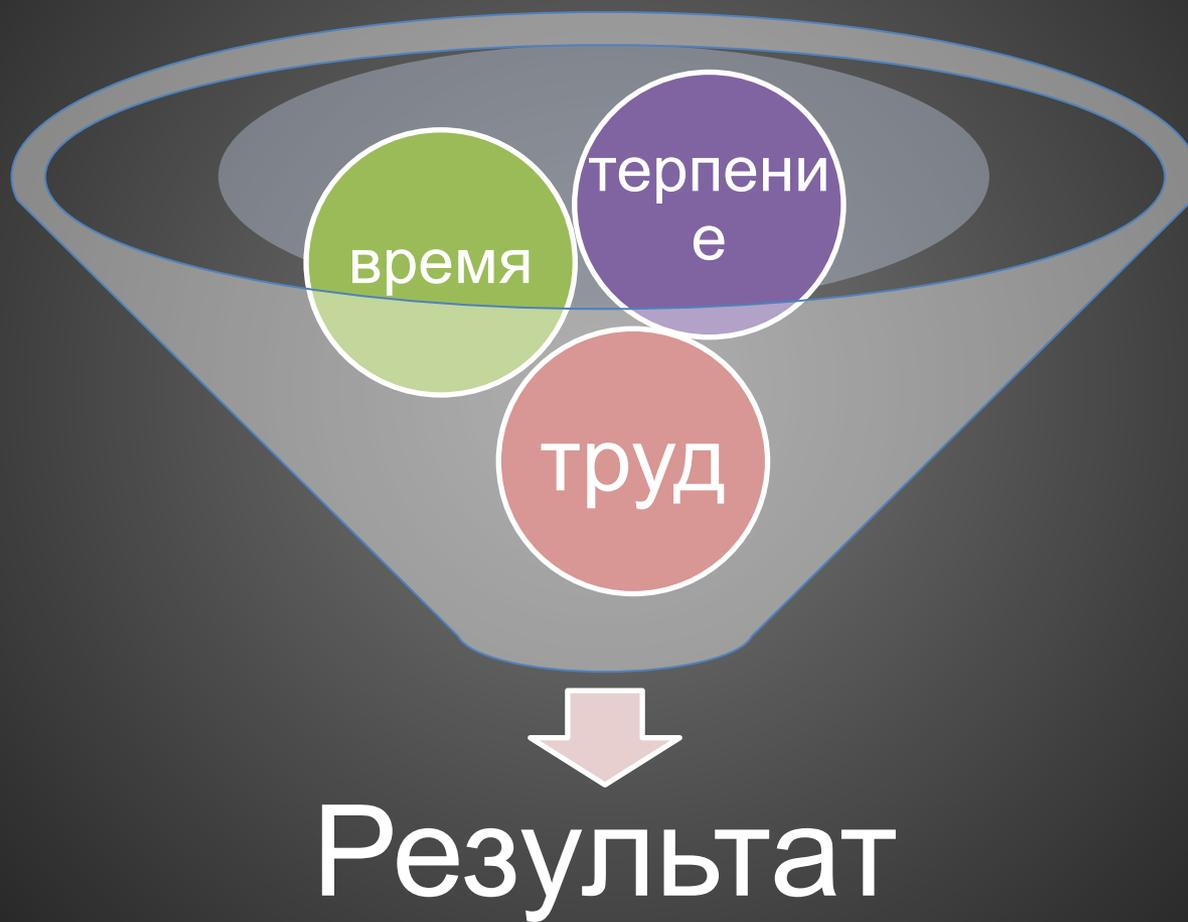 терпени
е
время
труд
Результат